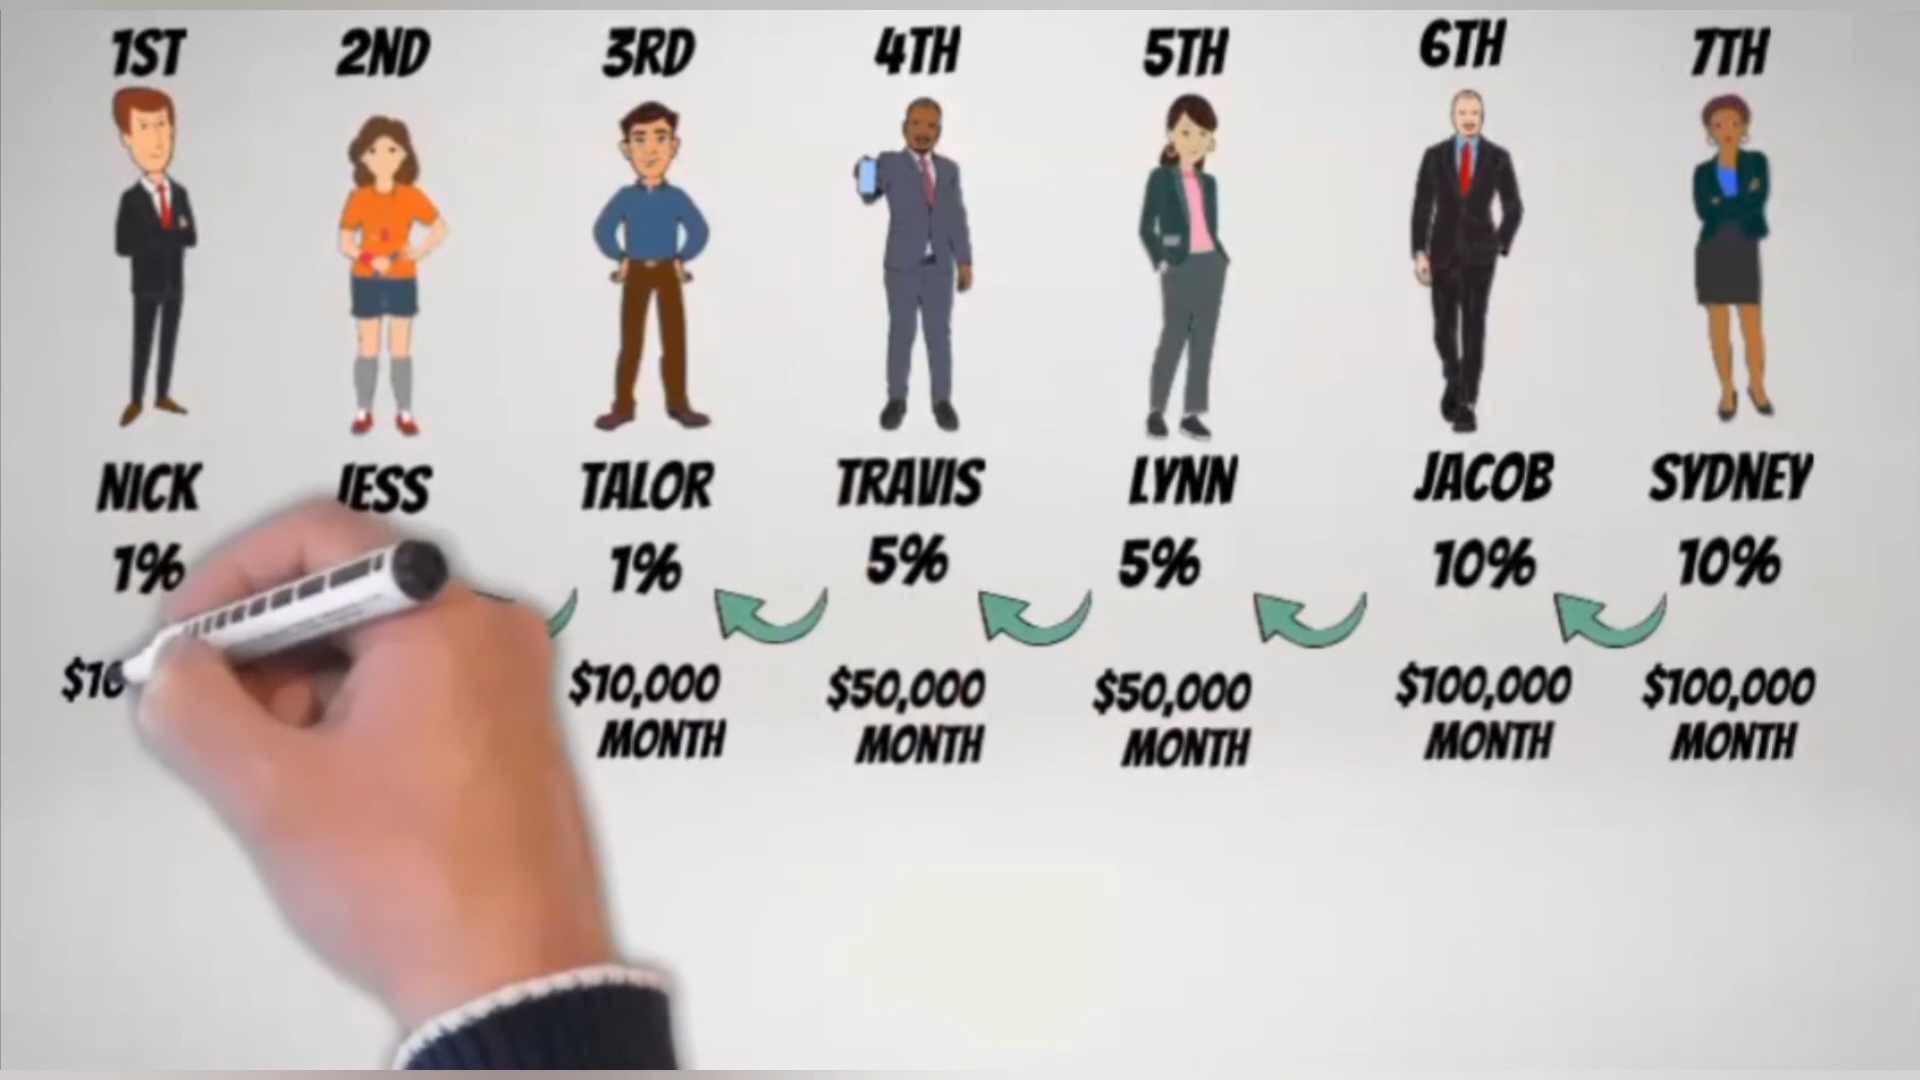 1ST 2ND 3RD 4TH 5TH 6TH 7TH
NICK JESS TALOR TRAVIS LYNN JACOB SYDNEY
1% 1% 5% 5% 10% 10%
$10,000 $50,000 $50,000 $100,000 $100,000
MONTH MONTH MONTH MONTH MONTH